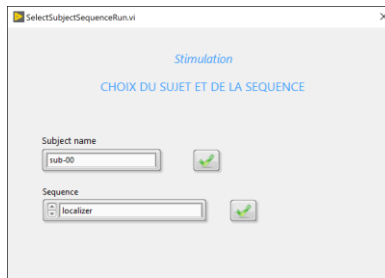 SelectSubjectSequenceRun.vi
Stimulation
CHOIX DU SUJET ET DE LA SEQUENCE
Subject name
sub-00
Sequence
localizer